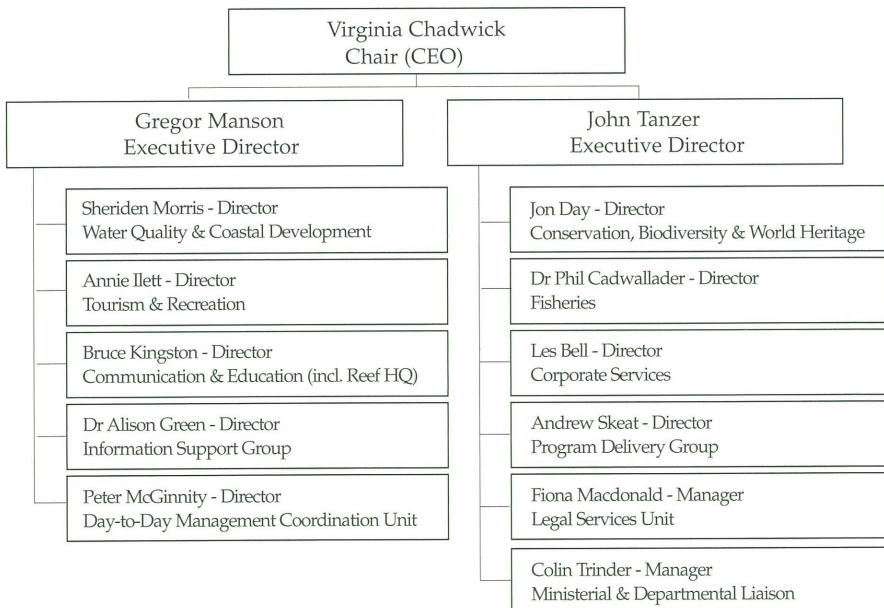 Virginia Chadwick
Chair (CEO)
Gregor Manson
Executive Director
Sheriden Morris - Director
Water Quality & Coastal Development
Annie Ilett - Director
Tourism & Recreation
Bruce Kingston - Director
Communication & Education (incl. Reef HQ)
Dr Alison Green - Director
Information Support Group
Peter McGinnity - Director
Day-to-Day Management Coordination Unit
John Tanzer
Executive Director
Jon Day - Director
Conservation, Biodiversity & World Heritage
Dr Phil Cadwallader - Director
Fisheries
Les Bell - Director
Corporate Services
Andrew Skeat - Director
Program Delivery Group
Fiona Macdonald - Manager
Legal Services Unit
Colin Trinder - Manager
Ministerial & Departmental Liaison